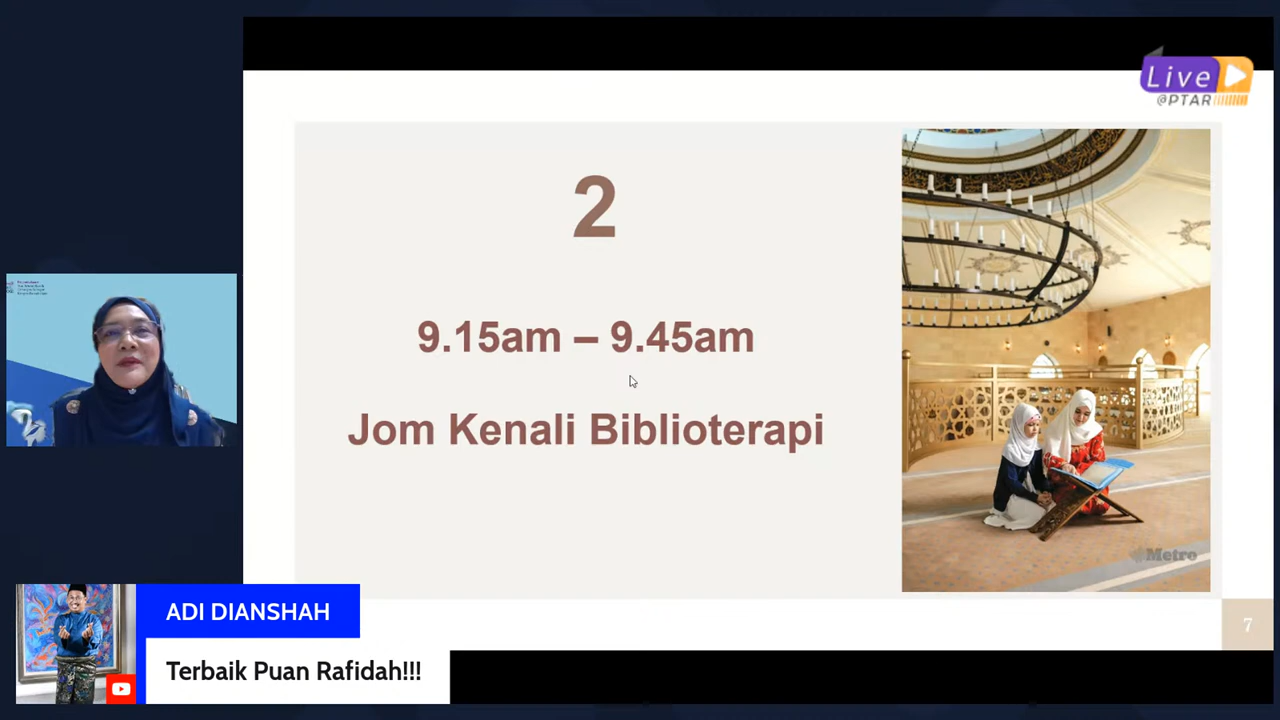 Live
@PTAR
2
9.15am – 9.45am
Jom Kenali Biblioterapi
Metro
7
ADI DIANSHAH
Terbaik Puan Rafidah!!!